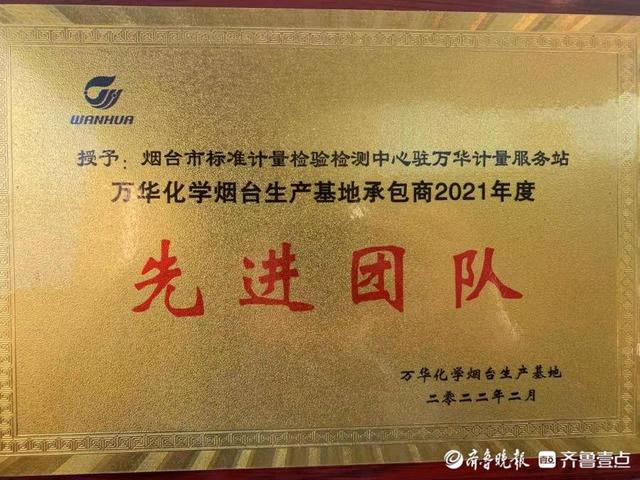 WANHUA
授予：烟台市标准计量检验检测中心驻万华计量服务站
万华化学烟台生产基地承包商2021年度
先进团队
万华化学烟台生产基地
二零二二年二月
齐鲁晚报 齐鲁壹点